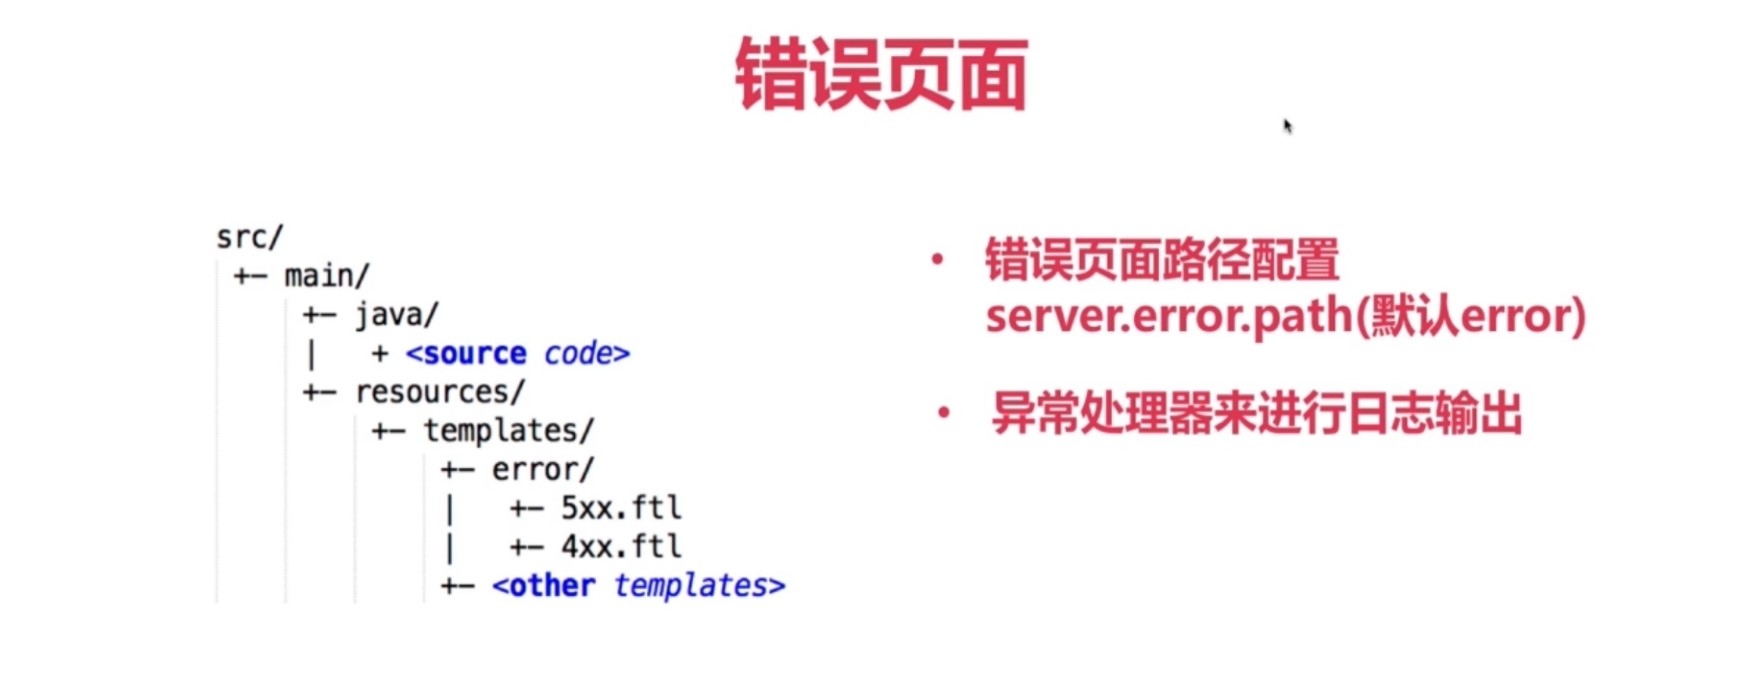 错误页面
src/
+− main/
+− java/
|   + <source code>
+− resources/
+− templates/
+− error/
|   +− 5xx.ftl
|   +− 4xx.ftl
+− <other templates>
• 错误页面路径配置
server.error.path(默认error)
• 异常处理器来进行日志输出